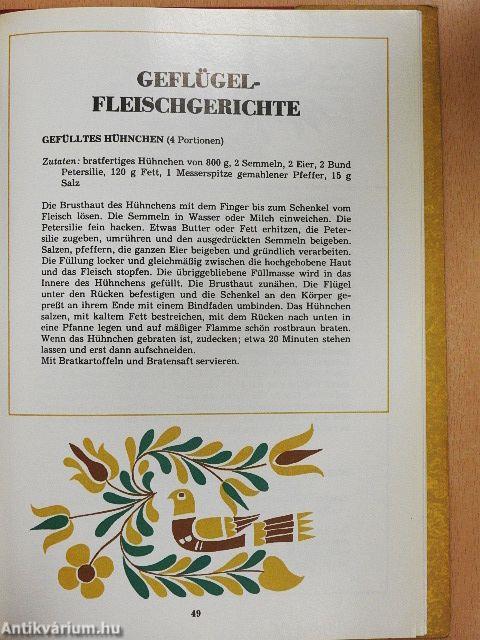 GEFLÜGEL-
FLEISCHGERICHTE
GEFÜLLTES HÜHNCHEN (4 Portionen)
Zutaten: bratfertiges Hühnchen von 800 g, 2 Semmeln, 2 Eier, 2 Bund
Petersilie, 120 g Fett, 1 Messerspitze gemahlener Pfeffer, 15 g
Salz
Die Brusthaut des Hühnchens mit dem Finger bis zum Schenkel vom
Fleisch lösen. Die Semmeln in Wasser oder Milch einweichen. Die
Petersilie fein hacken. Etwas Butter oder Fett erhitzen, die Peter-
silie zugeben, umrühren und den ausgedrückten Semmeln beigeben.
Salzen, pfeffern, die ganzen Eier beigeben und gründlich verarbeiten.
Die Füllung locker und gleichmäßig zwischen die hochgehobene Haut
und das Fleisch stopfen. Die übriggebliebene Füllmasse wird in das
Innere des Hühnchens gefüllt. Die Brusthaut zunähen. Die Flügel
unter den Rücken befestigen und die Schenkel an den Körper ge-
preßt an ihrem Ende mit einem Bindfaden umbinden. Das Hühnchen
salzen, mit kaltem Fett bestreichen, mit dem Rücken nach unten in
eine Pfanne legen und auf mäßiger Flamme schön rostbraun braten.
Wenn das Hühnchen gebraten ist, zudecken; etwa 20 Minuten stehen
lassen und erst dann aufschneiden.
Mit Bratkartoffeln und Bratensaft servieren.
49
Antikvárium.hu